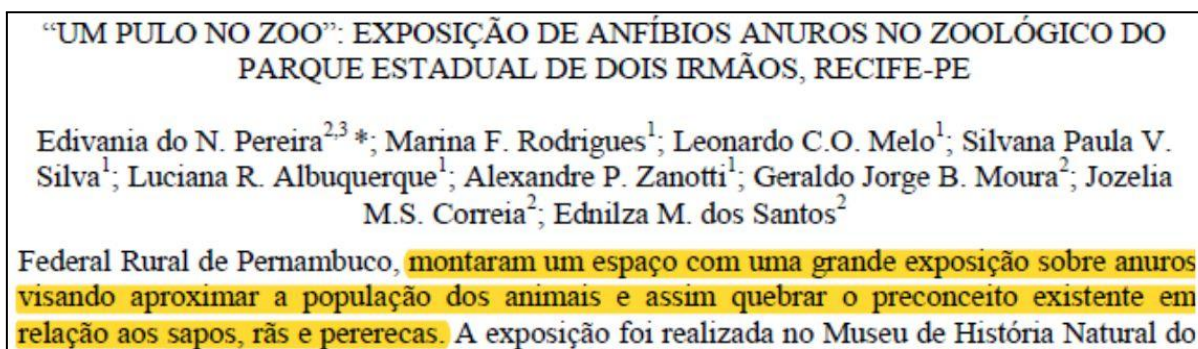 “UM PULO NO ZOO”: EXPOSIÇÃO DE ANFÍBIOS ANUROS NO ZOOLÓGICO DO
PARQUE ESTADUAL DE DOIS IRMÃOS, RECIFE-PE
Edivania do N. Pereira2,3 *; Marina F. Rodrigues1; Leonardo C.O. Melo1; Silvana Paula V.
Silva1; Luciana R. Albuquerque1; Alexandre P. Zanotti1; Geraldo Jorge B. Moura2; Jozelia
M.S. Correia2; Ednilza M. dos Santos2
Federal Rural de Pernambuco, montaram um espaço com uma grande exposição sobre anuros
visando aproximar a população dos animais e assim quebrar o preconceito existente em
relação aos sapos, rãs e pererecas. A exposição foi realizada no Museu de História Natural do